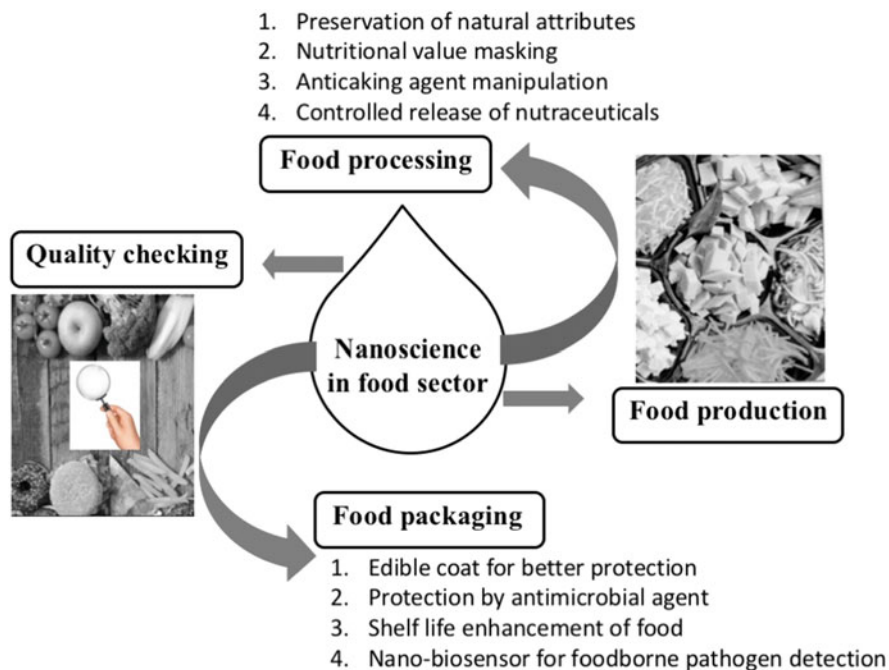 1. Preservation of natural attributes
2. Nutritional value masking
3. Anticaking agent manipulation
4. Controlled release of nutraceuticals
Food processing
Quality checking
Nanoscience
in food sector
Food production
Food packaging
1. Edible coat for better protection
2. Protection by antimicrobial agent
3. Shelf life enhancement of food
4. Nano-biosensor for foodborne pathogen detection